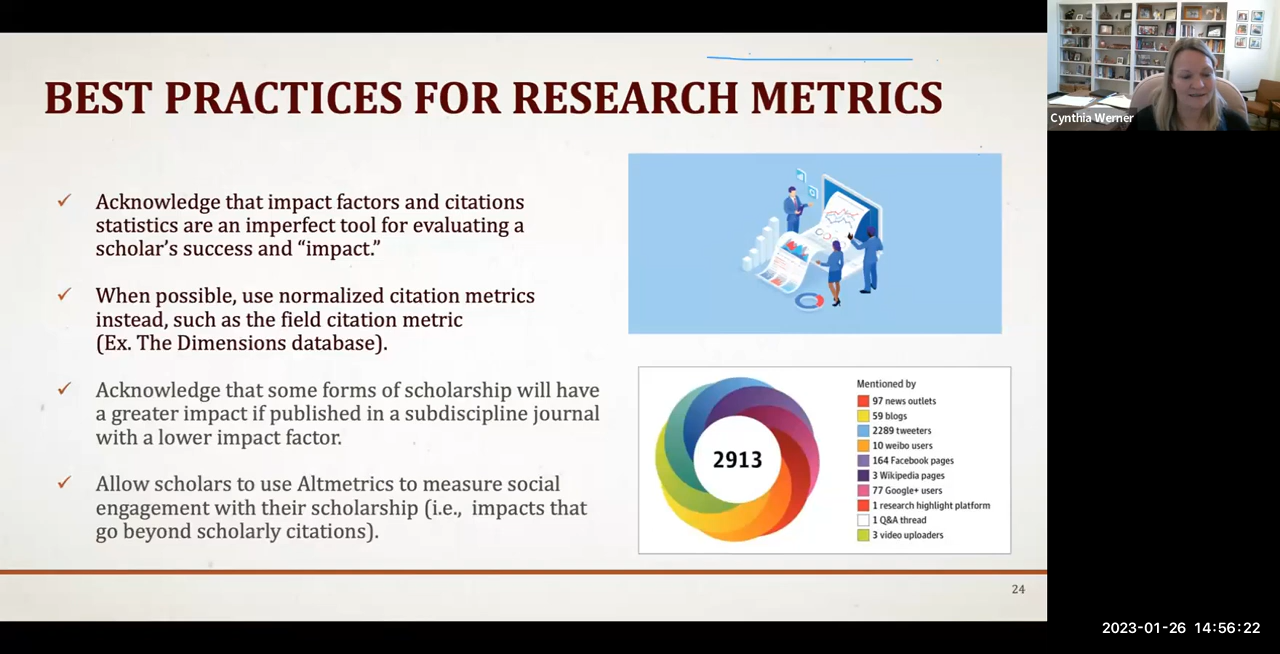 BEST PRACTICES FOR RESEARCH METRICS
✓ Acknowledge that impact factors and citations
statistics are an imperfect tool for evaluating a
scholar’s success and “impact.”
✓ When possible, use normalized citation metrics
instead, such as the field citation metric
(Ex. The Dimensions database).
✓ Acknowledge that some forms of scholarship will have
a greater impact if published in a subdiscipline journal
with a lower impact factor.
✓ Allow scholars to use Altmetrics to measure social
engagement with their scholarship (i.e., impacts that
go beyond scholarly citations).
2913
Mentioned by
97 news outlets
59 blogs
2289 tweeters
10 weibo users
164 Facebook pages
3 Wikipedia pages
77 Google+ users
1 research highlight platform
1 Q&A thread
3 video uploaders
24
Cynthia Werner
2023-01-26 14:56:22